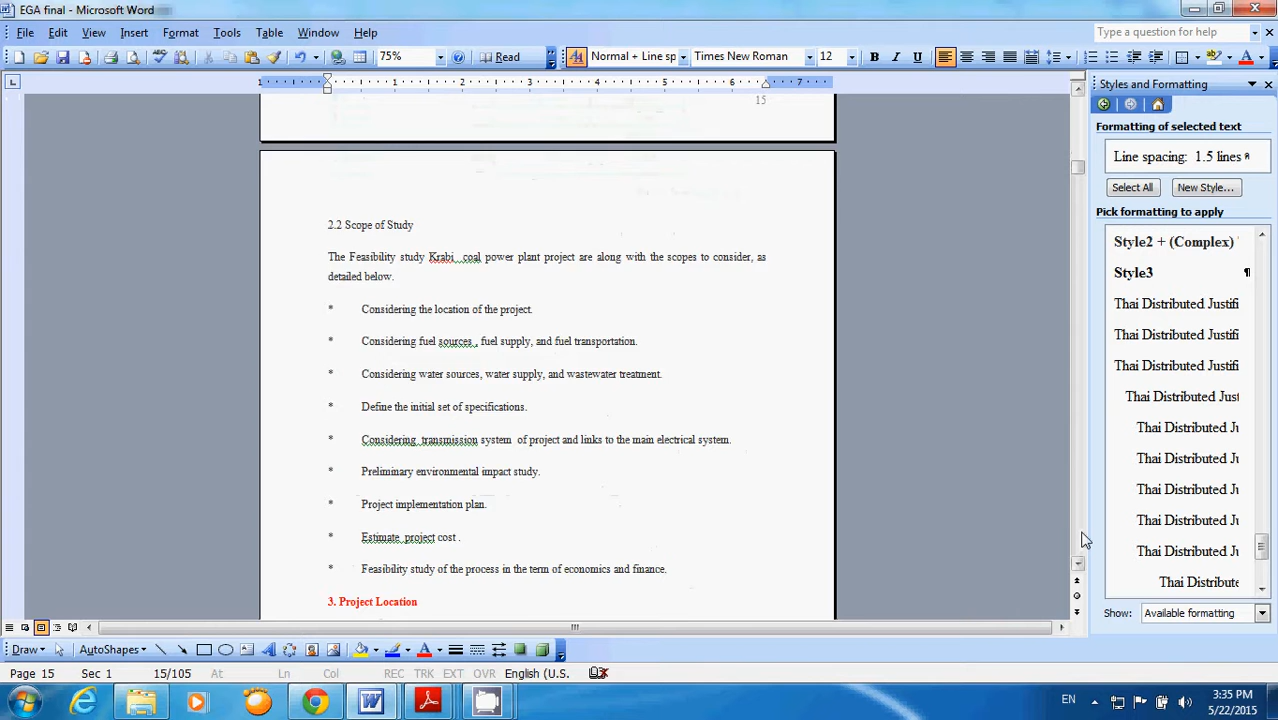 EGA final - Microsoft Word
File Edit View Insert Format Tools Table Window Help Type a question for help
75% Read Normal + Line sp Times New Roman 12 B I U
1 1 2 3 4 5 6 7
15
2.2 Scope of Study
The Feasibility study Krabi coal power plant project are along with the scopes to consider, as
detailed below.
* Considering the location of the project.
* Considering fuel sources , fuel supply, and fuel transportation.
* Considering water sources, water supply, and wastewater treatment.
* Define the initial set of specifications.
* Considering transmission system of project and links to the main electrical system.
* Preliminary environmental impact study.
* Project implementation plan.
* Estimate project cost .
* Feasibility study of the process in the term of economics and finance.
3. Project Location
Styles and Formatting
Formatting of selected text
Line spacing: 1.5 lines
Select All New Style...
Pick formatting to apply
Style2 + (Complex)
Style3 ¶
Thai Distributed Justifi
Thai Distributed Justifi
Thai Distributed Justifi
Thai Distributed Just
Thai Distributed Ju
Thai Distributed Ju
Thai Distributed Ju
Thai Distributed Ju
Thai Distributed Ju
Thai Distribute
Show: Available formatting
Draw AutoShapes A
Page 15 Sec 1 15/105 At Ln Col REC TRK EXT OVR English (U.S.
EN 3:35 PM
5/22/2015